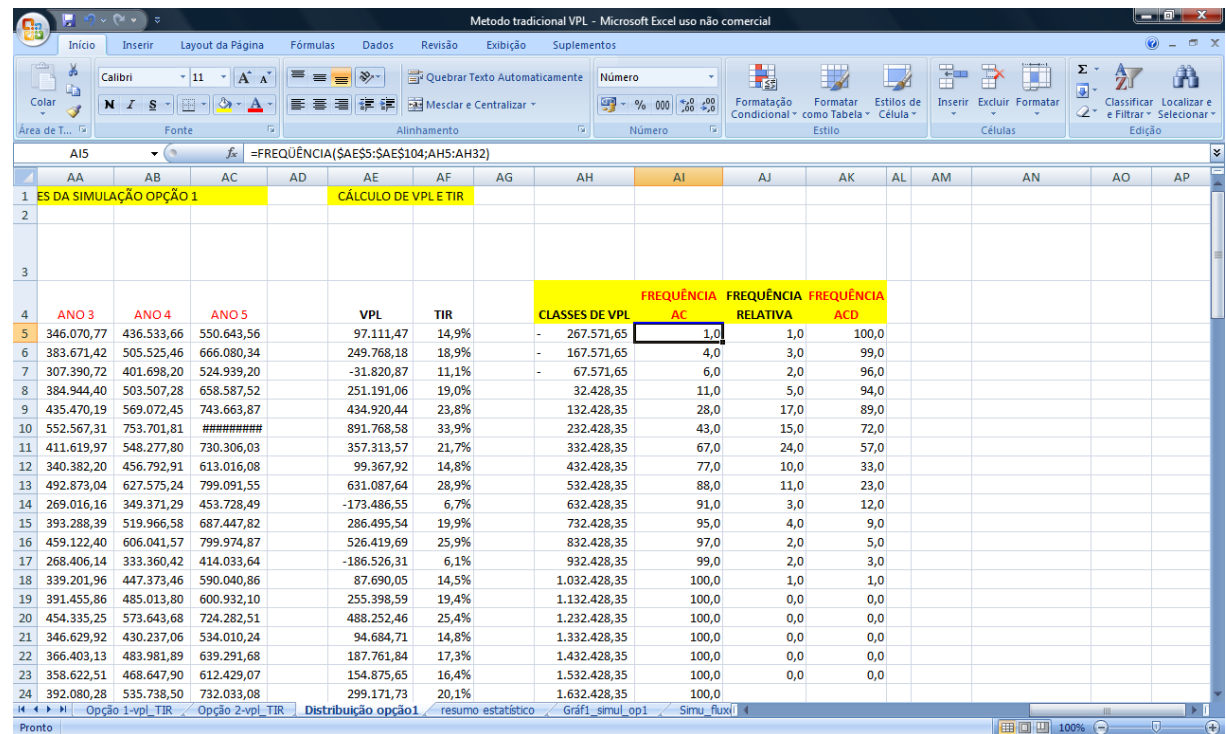 Metodo tradicional VPL - Microsoft Excel uso não comercial
Início Inserir Layout da Página Fórmulas Dados Revisão Exibição Suplementos
Colar
Calibri 11
N I S
Quebrar Texto Automaticamente
Mesclar e Centralizar
Número
% 000
Formatação Condicional
Formatar como Tabela
Estilos de Célula
Inserir Excluir Formatar
Classificar e Filtrar
Localizar e Selecionar
Área de T... Fonte Alinhamento Número Estilo Células Edição
AI5 fx =FREQÜÊNCIA($AE$5:$AE$104;AH5:AH32)
AA AB AC AD AE AF AG AH AI AJ AK AL AM AN AO AP
1 ES DA SIMULAÇÃO OPÇÃO 1 CÁLCULO DE VPL E TIR
2
3
4 ANO 3 ANO 4 ANO 5 VPL TIR CLASSES DE VPL FREQUÊNCIA AC FREQUÊNCIA RELATIVA FREQUÊNCIA ACD
5 346.070,77 436.533,66 550.643,56 97.111,47 14,9% - 267.571,65 1,0 1,0 100,0
6 383.671,42 505.525,46 666.080,34 249.768,18 18,9% - 167.571,65 4,0 3,0 99,0
7 307.390,72 401.698,20 524.939,20 -31.820,87 11,1% - 67.571,65 6,0 2,0 96,0
8 384.944,40 503.507,28 658.587,52 251.191,06 19,0% 32.428,35 11,0 5,0 94,0
9 435.470,19 569.072,45 743.663,87 434.920,44 23,8% 132.428,35 28,0 17,0 89,0
10 552.567,31 753.701,81 ######### 891.768,58 33,9% 232.428,35 43,0 15,0 72,0
11 411.619,97 548.277,80 730.306,03 357.313,57 21,7% 332.428,35 67,0 24,0 57,0
12 340.382,20 456.792,91 613.016,08 99.367,92 14,8% 432.428,35 77,0 10,0 33,0
13 492.873,04 627.575,24 799.091,55 631.087,64 28,9% 532.428,35 88,0 11,0 23,0
14 269.016,16 349.371,29 453.728,49 -173.486,55 6,7% 632.428,35 91,0 3,0 12,0
15 393.288,39 519.966,58 687.447,82 286.495,54 19,9% 732.428,35 95,0 4,0 9,0
16 459.122,40 606.041,57 799.974,87 526.419,69 25,9% 832.428,35 97,0 2,0 5,0
17 268.406,14 333.360,42 414.033,64 -186.526,31 6,1% 932.428,35 99,0 2,0 3,0
18 339.201,96 447.373,46 590.040,86 87.690,05 14,5% 1.032.428,35 100,0 1,0 1,0
19 391.455,86 485.013,80 600.932,10 255.398,59 19,4% 1.132.428,35 100,0 0,0 0,0
20 454.335,25 573.643,68 724.282,51 488.252,46 25,4% 1.232.428,35 100,0 0,0 0,0
21 346.629,92 430.237,06 534.010,24 94.684,71 14,8% 1.332.428,35 100,0 0,0 0,0
22 366.403,13 483.981,89 639.291,68 187.761,84 17,3% 1.432.428,35 100,0 0,0 0,0
23 358.622,51 468.647,90 612.429,07 154.875,65 16,4% 1.532.428,35 100,0 0,0 0,0
24 392.080,28 535.738,50 732.033,08 299.171,73 20,1% 1.632.428,35 100,0
Opção 1-vpl_TIR Opção 2-vpl_TIR Distribuição opção1 resumo estatístico Gráf1_simul_op1 Simu_flux
Pronto 100%